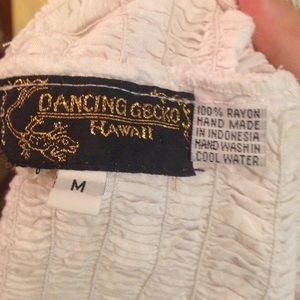 DANCING GECKO
HAWAII
M
100% RAYON
HAND MADE
IN INDONESIA
HAND WASH IN
COOL WATER